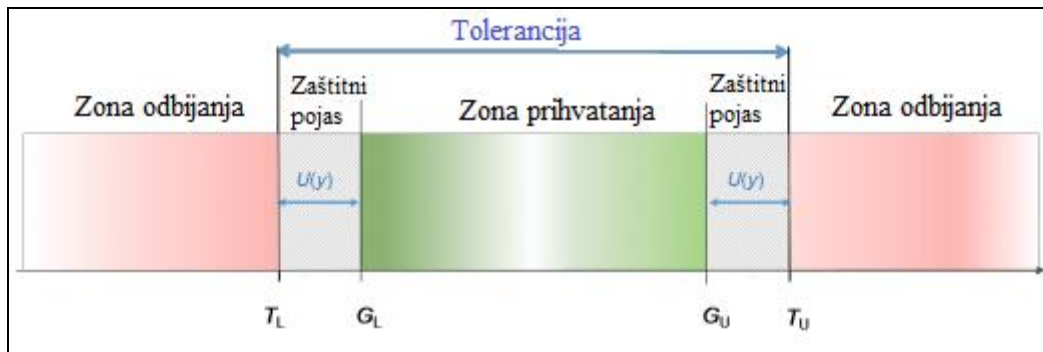 Tolerancija
Zona odbijanja
Zaštitni
pojas
Zona prihvatanja
Zaštitni
pojas
Zona odbijanja
U(y)
U(y)
TL
GL
GU
TU